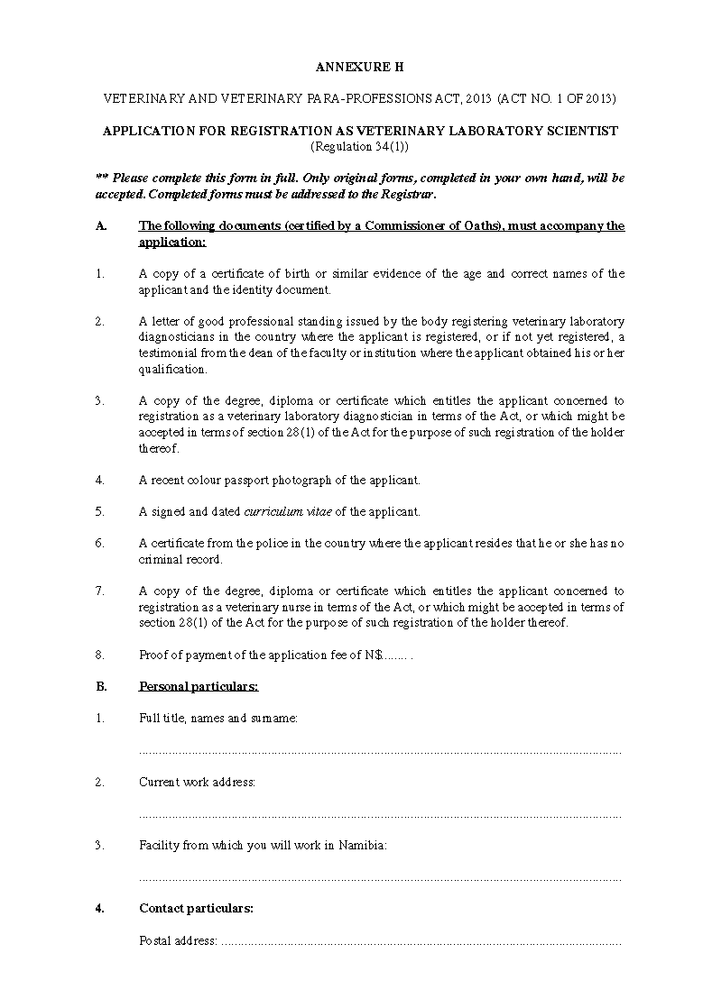 ANNEXURE H
VETERINARY AND VETERINARY PARA-PROFESSIONS ACT, 2013 (ACT NO. 1 OF 2013)
APPLICATION FOR REGISTRATION AS VETERINARY LABORATORY SCIENTIST
(Regulation 34(1))
** Please complete this form in full. Only original forms, completed in your own hand, will be
accepted. Completed forms must be addressed to the Registrar.
A. The following documents (certified by a Commissioner of Oaths), must accompany the
application:
1. A copy of a certificate of birth or similar evidence of the age and correct names of the
applicant and the identity document.
2. A letter of good professional standing issued by the body registering veterinary laboratory
diagnosticians in the country where the applicant is registered, or if not yet registered, a
testimonial from the dean of the faculty or institution where the applicant obtained his or her
qualification.
3. A copy of the degree, diploma or certificate which entitles the applicant concerned to
registration as a veterinary laboratory diagnostician in terms of the Act, or which might be
accepted in terms of section 28(1) of the Act for the purpose of such registration of the holder
thereof.
4. A recent colour passport photograph of the applicant.
5. A signed and dated curriculum vitae of the applicant.
6. A certificate from the police in the country where the applicant resides that he or she has no
criminal record.
7. A copy of the degree, diploma or certificate which entitles the applicant concerned to
registration as a veterinary nurse in terms of the Act, or which might be accepted in terms of
section 28(1) of the Act for the purpose of such registration of the holder thereof.
8. Proof of payment of the application fee of N$....... .
B. Personal particulars:
1. Full title, names and surname:
..................................................................................................................................................
2. Current work address:
..................................................................................................................................................
3. Facility from which you will work in Namibia:
..................................................................................................................................................
4. Contact particulars:
Postal address: .........................................................................................................................